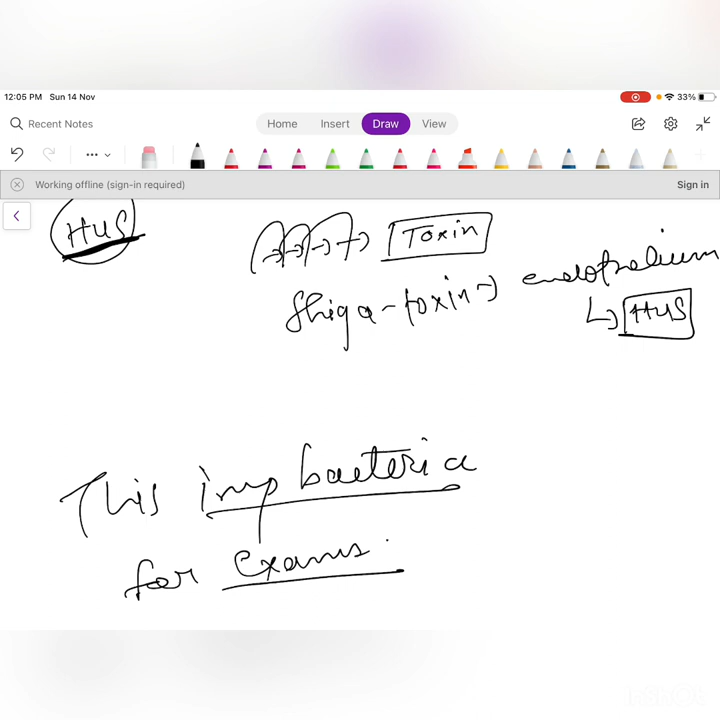 12:05 PM Sun 14 Nov 33%
Recent Notes Home Insert Draw View
Working offline (sign-in required) Sign in
HUS Toxin
Shiga-toxin → endothelium
↳ HUS
This imp bacteria
for exams.
InShOt